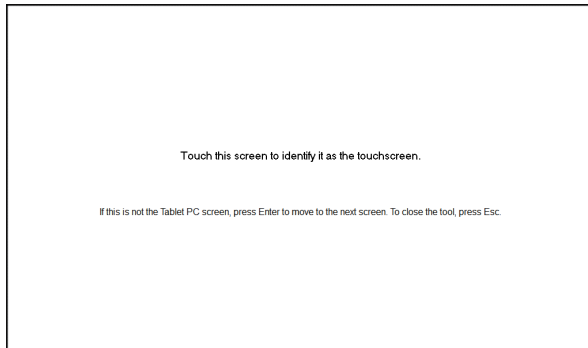 Touch this screen to identify it as the touchscreen.
If this is not the Tablet PC screen, press Enter to move to the next screen. To close the tool, press Esc.